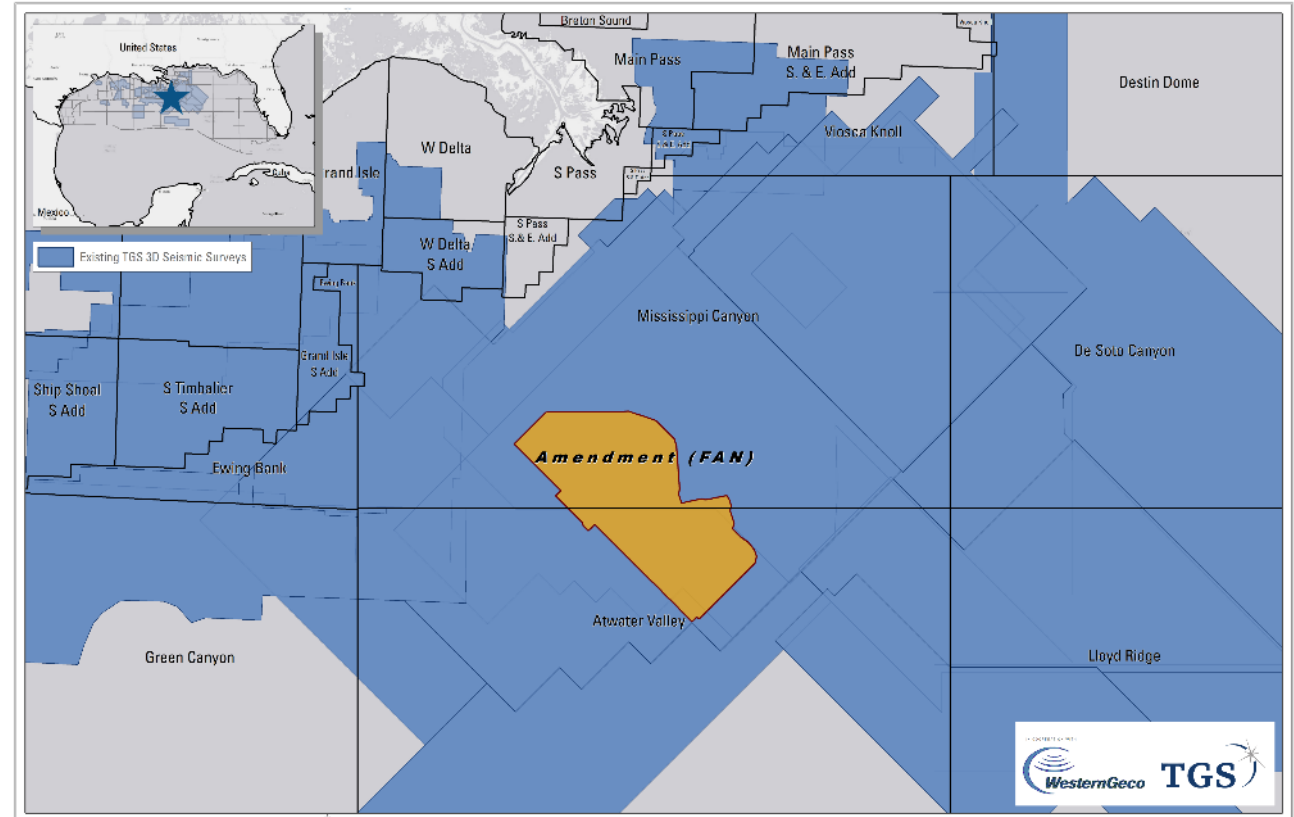 Breton Sound
Main Pass
Main Pass
S. & E. Add
Destin Dome
Viosca Knoll
United States
Cuba
Mexico
W Delta
rand Isle
S Pass
S Pass
S.& E. Add
W Delta
S Add
Existing TGS 3D Seismic Surveys
Mississippi Canyon
De Soto Canyon
Grand Isle
S Add
Ship Shoal
S Add
S Timbalier
S Add
Ewing Bank
Amendment (FAN)
Atwater Valley
Green Canyon
Lloyd Ridge
WesternGeco
TGS